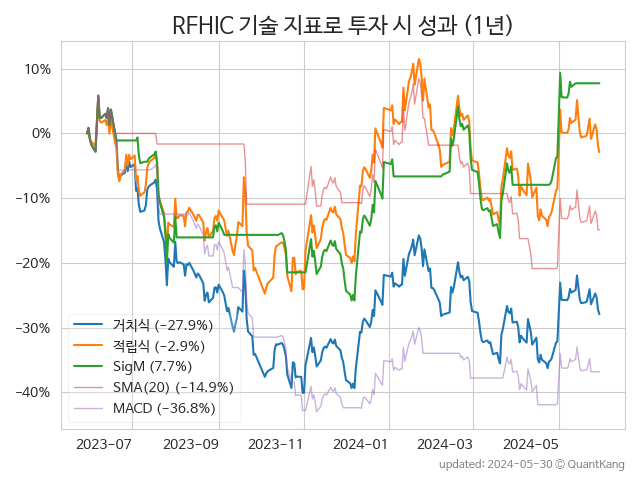 RFHIC 기술 지표로 투자 시 성과 (1년)
10%
0%
−10%
−20%
−30%
−40%
거치식 (−27.9%)
적립식 (−2.9%)
SigM (7.7%)
SMA(20) (−14.9%)
MACD (−36.8%)
2023−07 2023−09 2023−11 2024−01 2024−03 2024−05
updated: 2024−05−30 © QuantKang